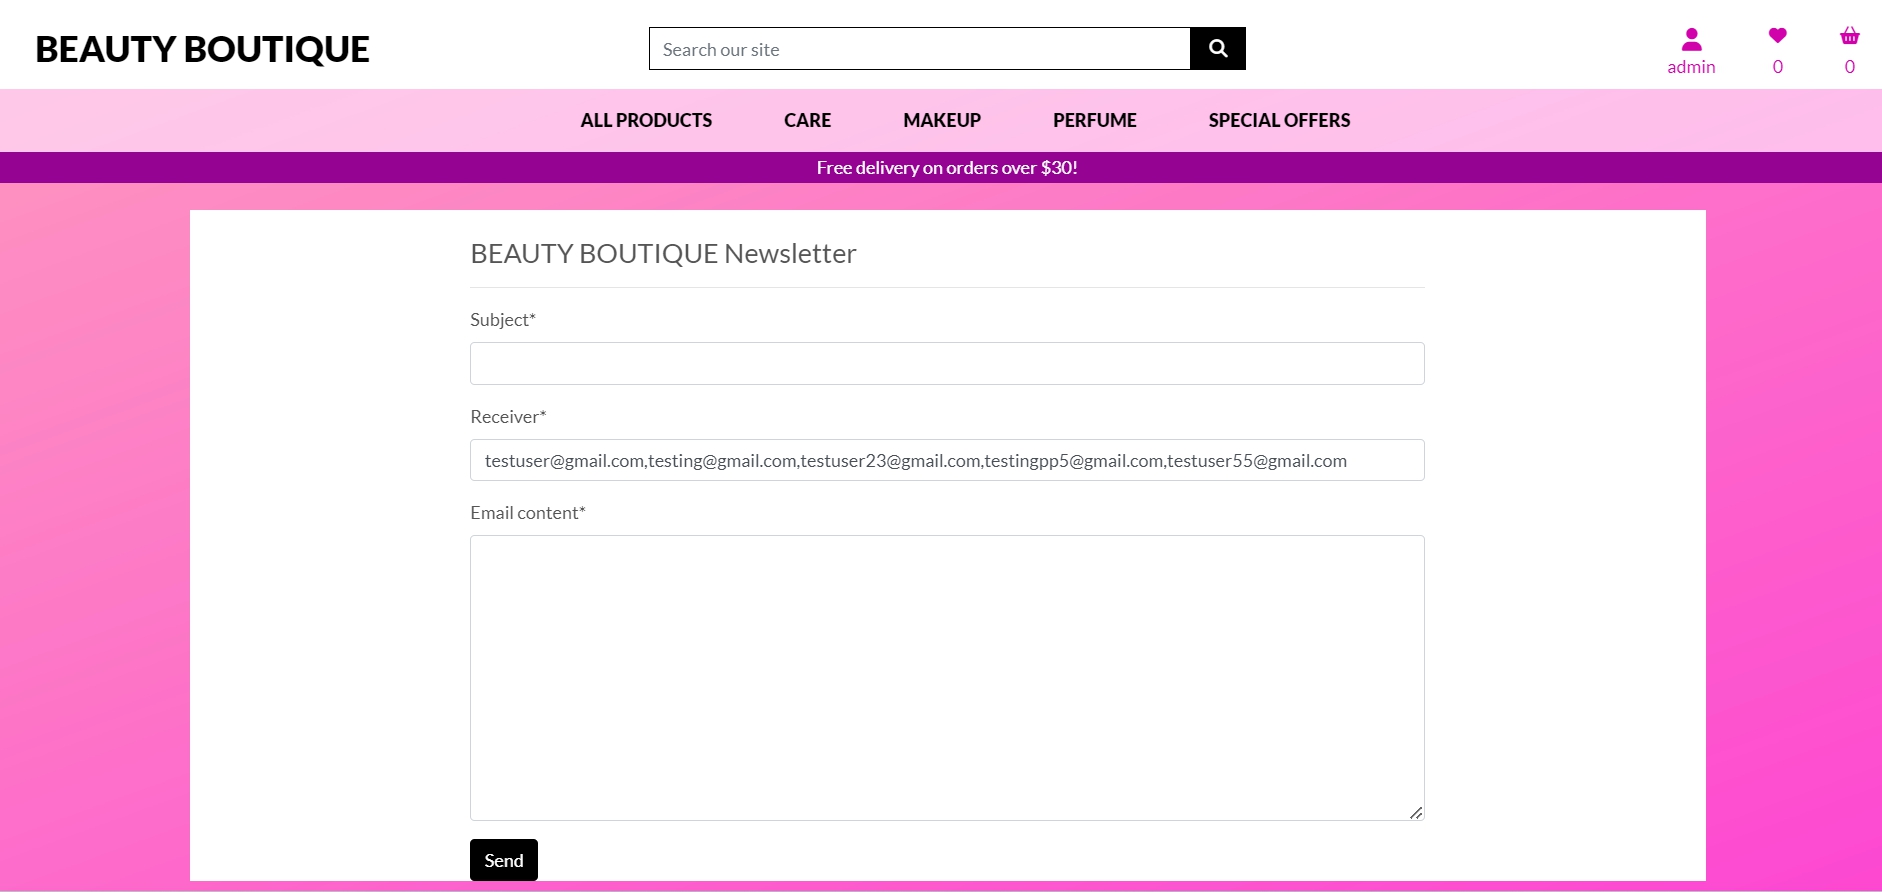 BEAUTY BOUTIQUE
Search our site
admin
0
0
ALL PRODUCTS
CARE
MAKEUP
PERFUME
SPECIAL OFFERS
Free delivery on orders over $30!
BEAUTY BOUTIQUE Newsletter
Subject*
Receiver*
testuser@gmail.com,testing@gmail.com,testuser23@gmail.com,testingpp5@gmail.com,testuser55@gmail.com
Email content*
Send